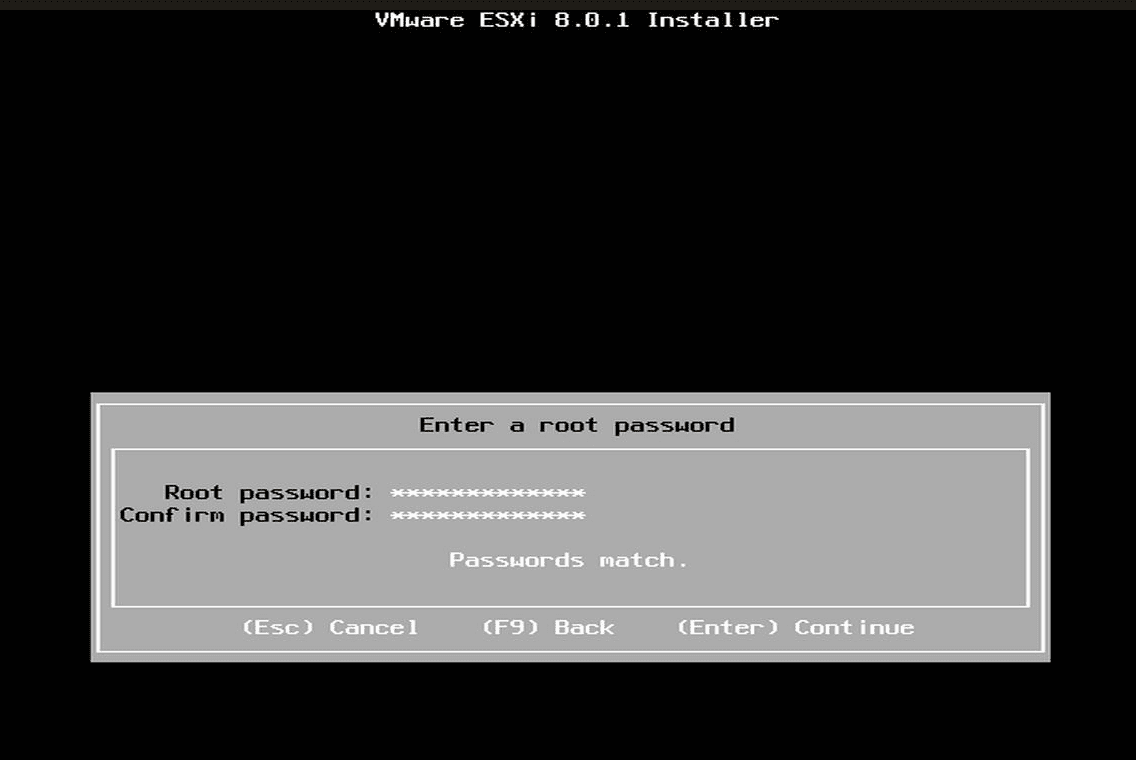 VMware ESXi 8.0.1 Installer
Enter a root password
Root password: *************
Confirm password: *************
Passwords match.
(Esc) Cancel (F9) Back (Enter) Continue